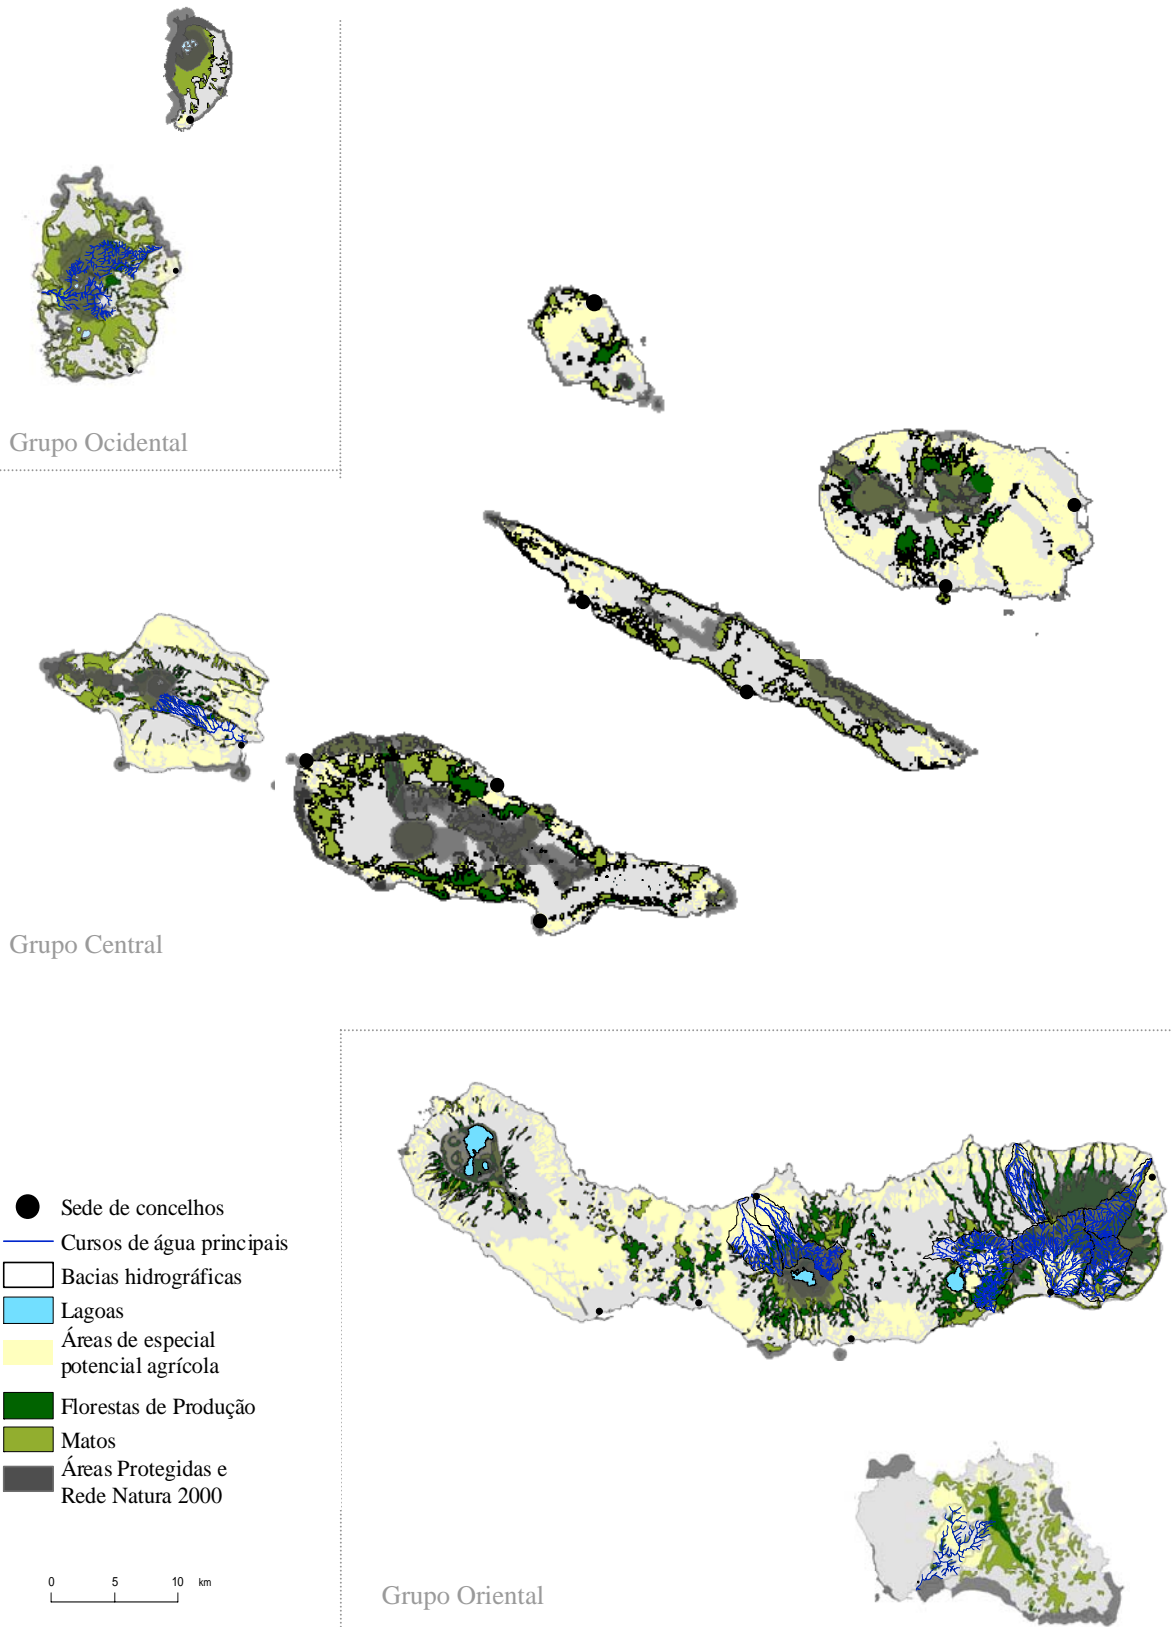 Grupo Ocidental
Grupo Central
Sede de concelhos
Cursos de água principais
Bacias hidrográficas
Lagoas
Áreas de especial
potencial agrícola
Florestas de Produção
Matos
Áreas Protegidas e
Rede Natura 2000
0 5 10 km
Grupo Oriental